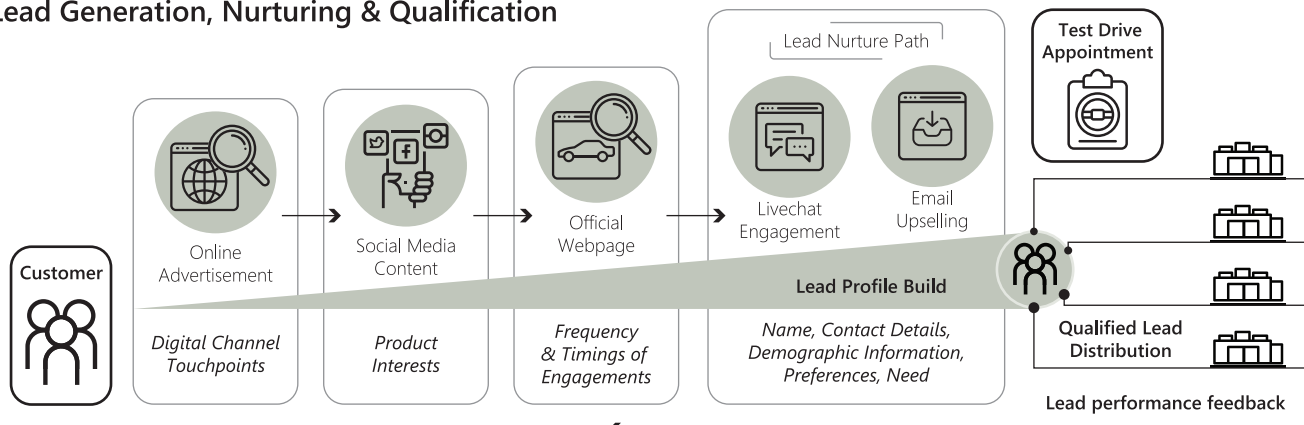 Lead Generation, Nurturing & Qualification
Customer
Online
Advertisement
Digital Channel
Touchpoints
Social Media
Content
Product
Interests
Official
Webpage
Frequency
& Timings of
Engagements
Lead Nurture Path
Livechat
Engagement
Email
Upselling
Lead Profile Build
Name, Contact Details,
Demographic Information,
Preferences, Need
Test Drive
Appointment
Qualified Lead
Distribution
Lead performance feedback